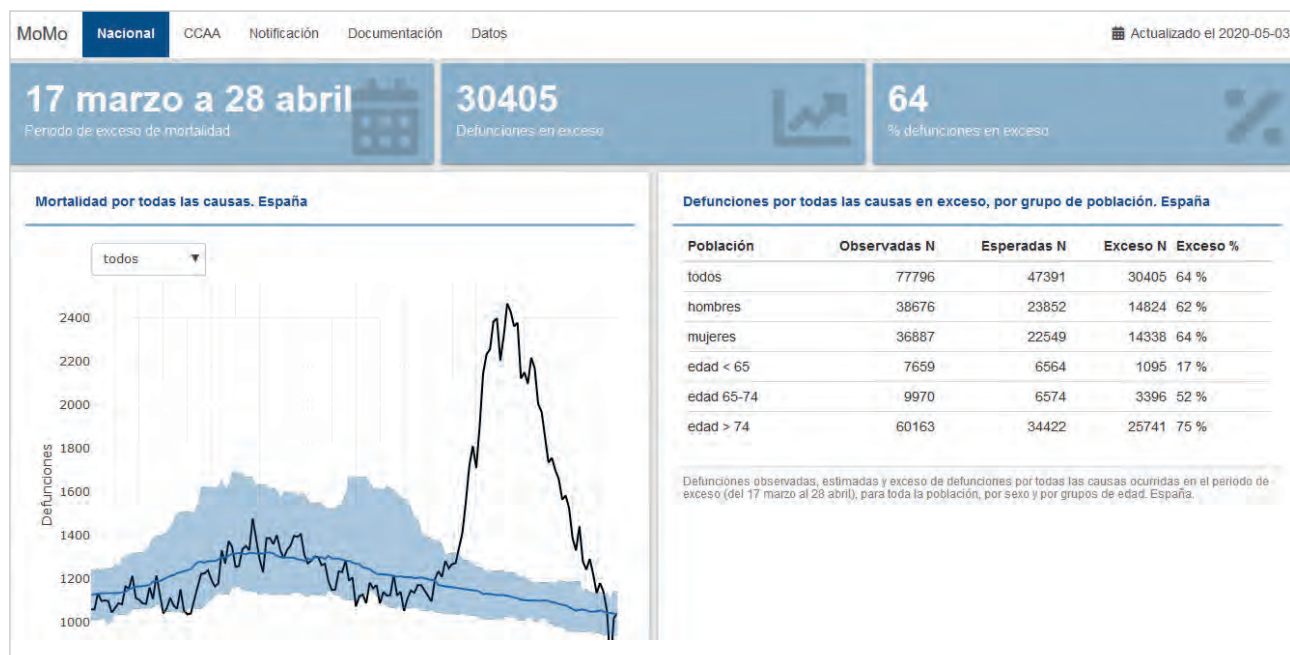 MoMo Nacional CCAA Notificación Documentación Datos Actualizado el 2020-05-03
17 marzo a 28 abril
Periodo de exceso de mortalidad
30405
Defunciones en exceso
64
% defunciones en exceso
Mortalidad por todas las causas. España
todos
Defunciones
2400
2200
2000
1800
1600
1400
1200
1000
Defunciones por todas las causas en exceso, por grupo de población. España
Población Observadas N Esperadas N Exceso N Exceso %
todos 77796 47391 30405 64 %
hombres 38676 23852 14824 62 %
mujeres 36887 22549 14338 64 %
edad < 65 7659 6564 1095 17 %
edad 65-74 9970 6574 3396 52 %
edad > 74 60163 34422 25741 75 %
Defunciones observadas, estimadas y exceso de defunciones por todas las causas ocurridas en el periodo de
exceso (del 17 marzo al 28 abril), para toda la población, por sexo y por grupos de edad. España.